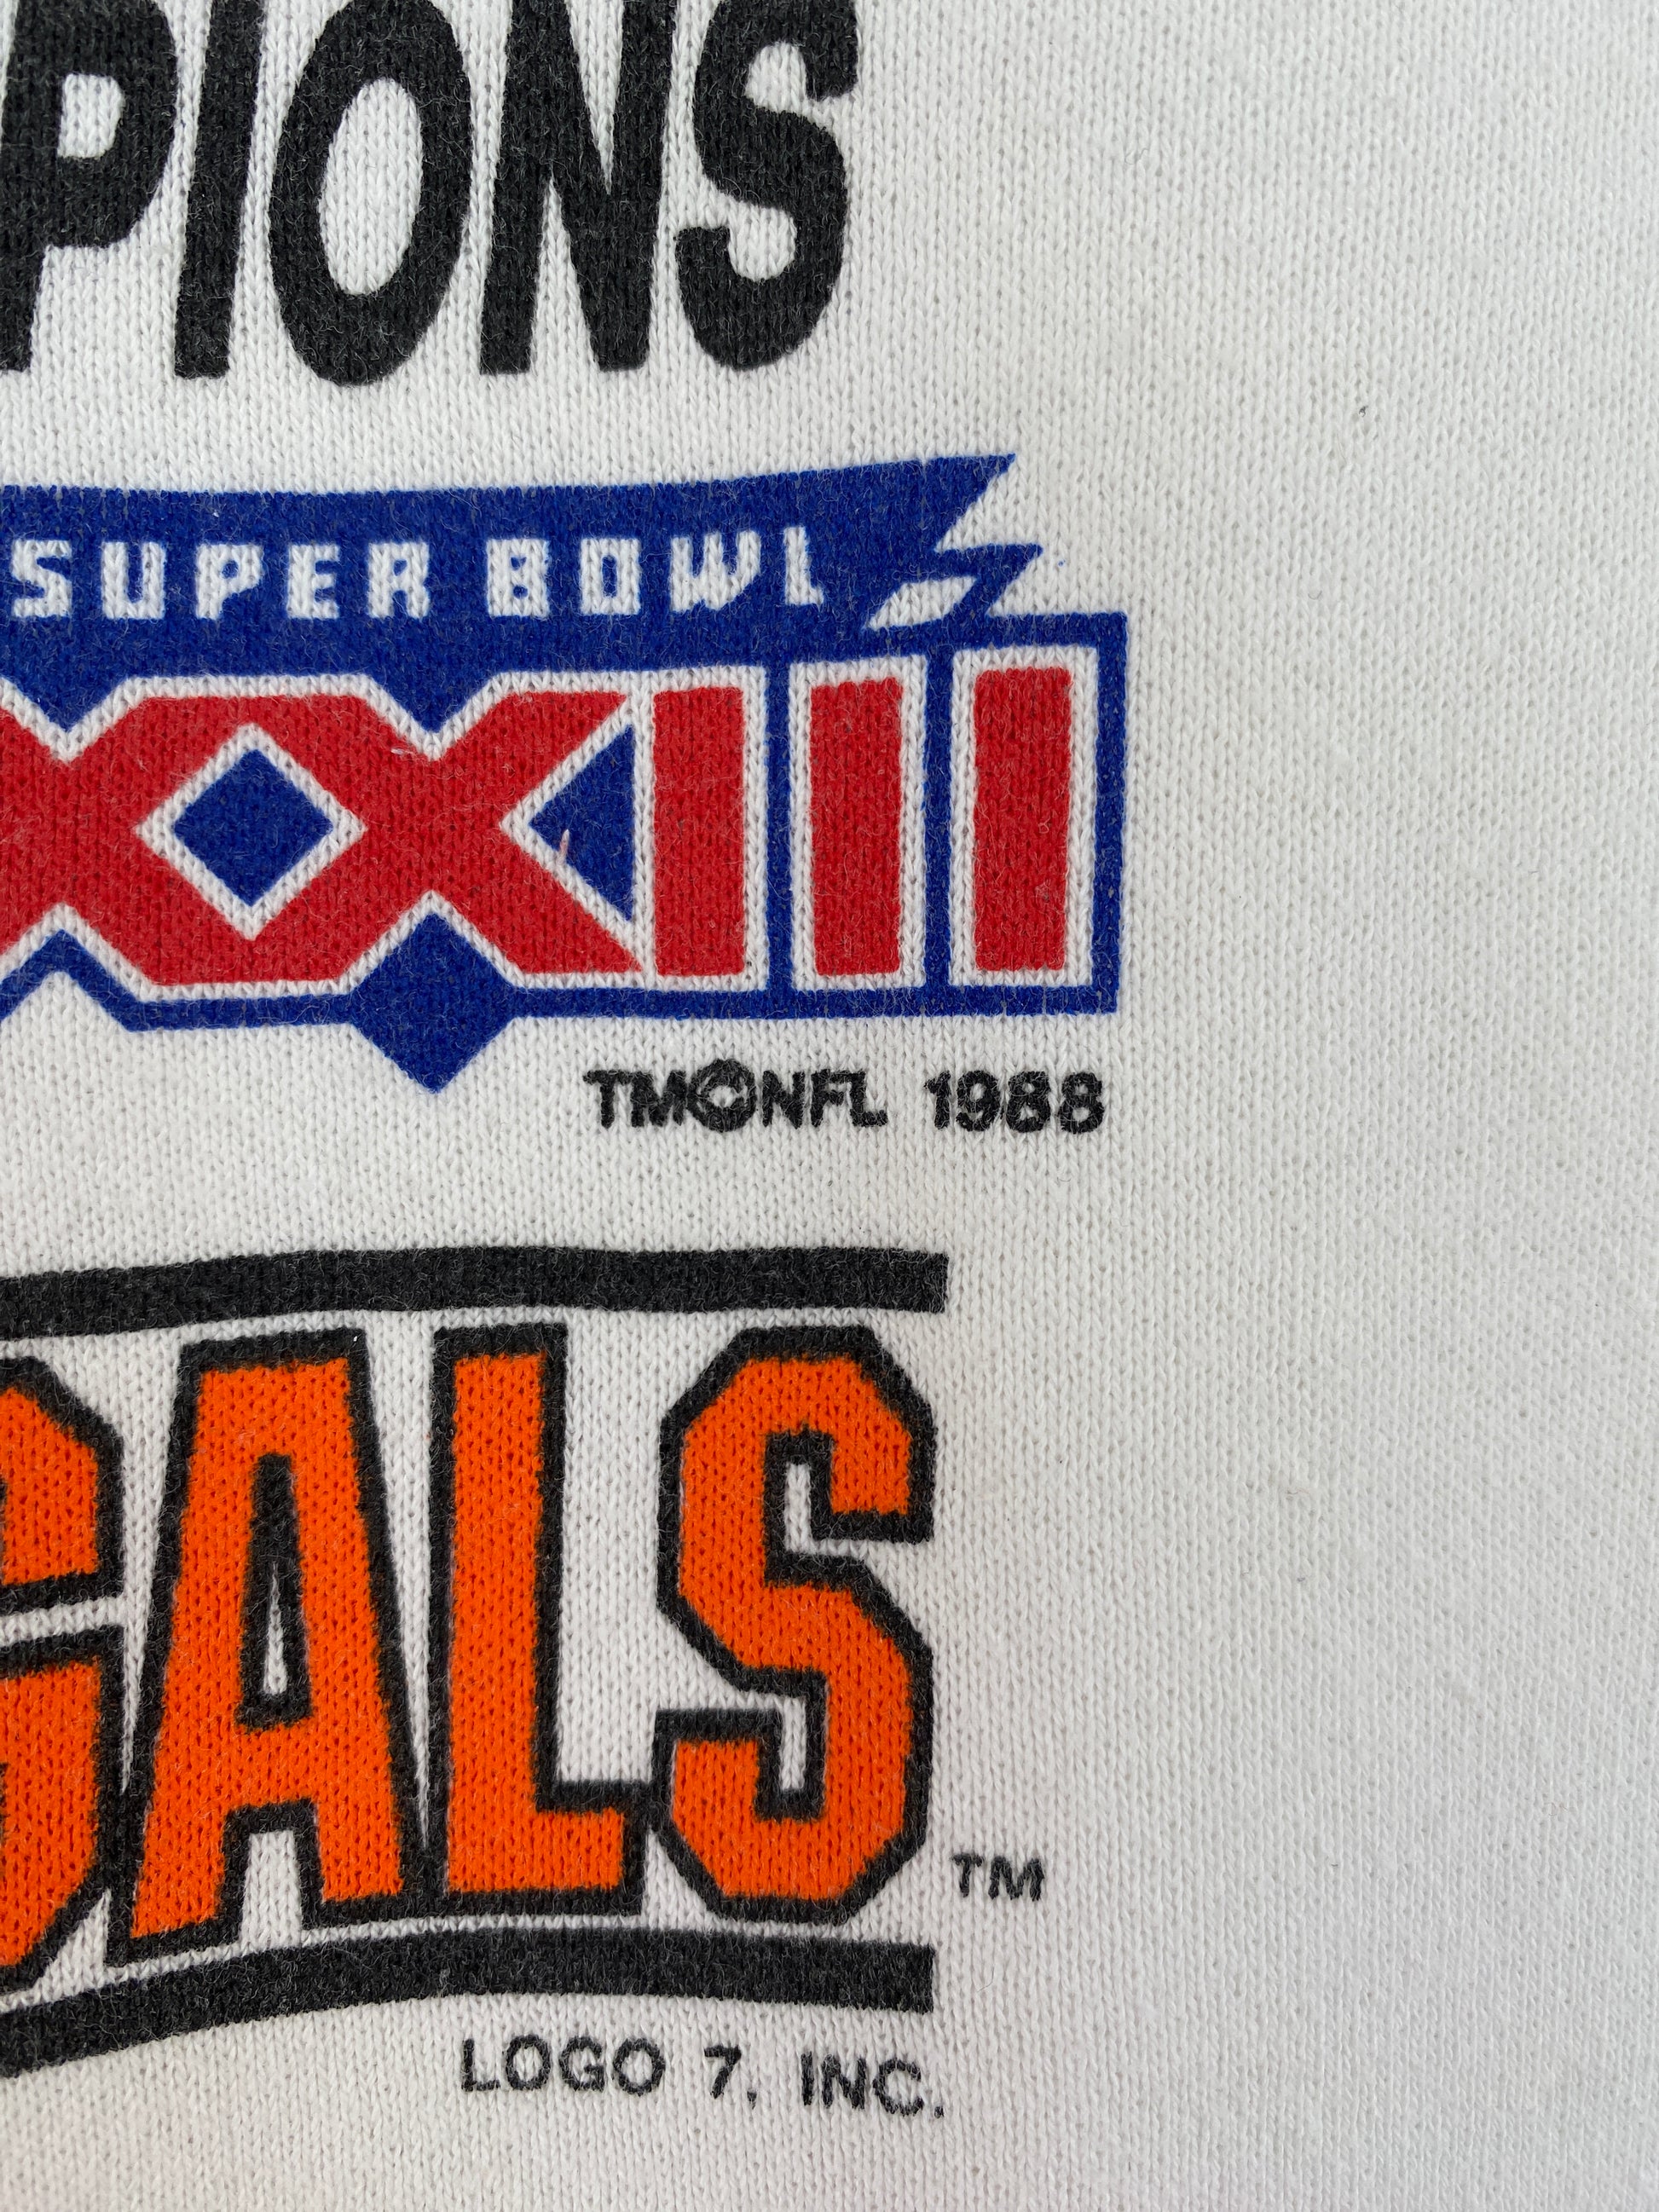 PIONS
SUPER BOWL
XXIII
TM©NFL 1988
GALS
TM
LOGO 7, INC.